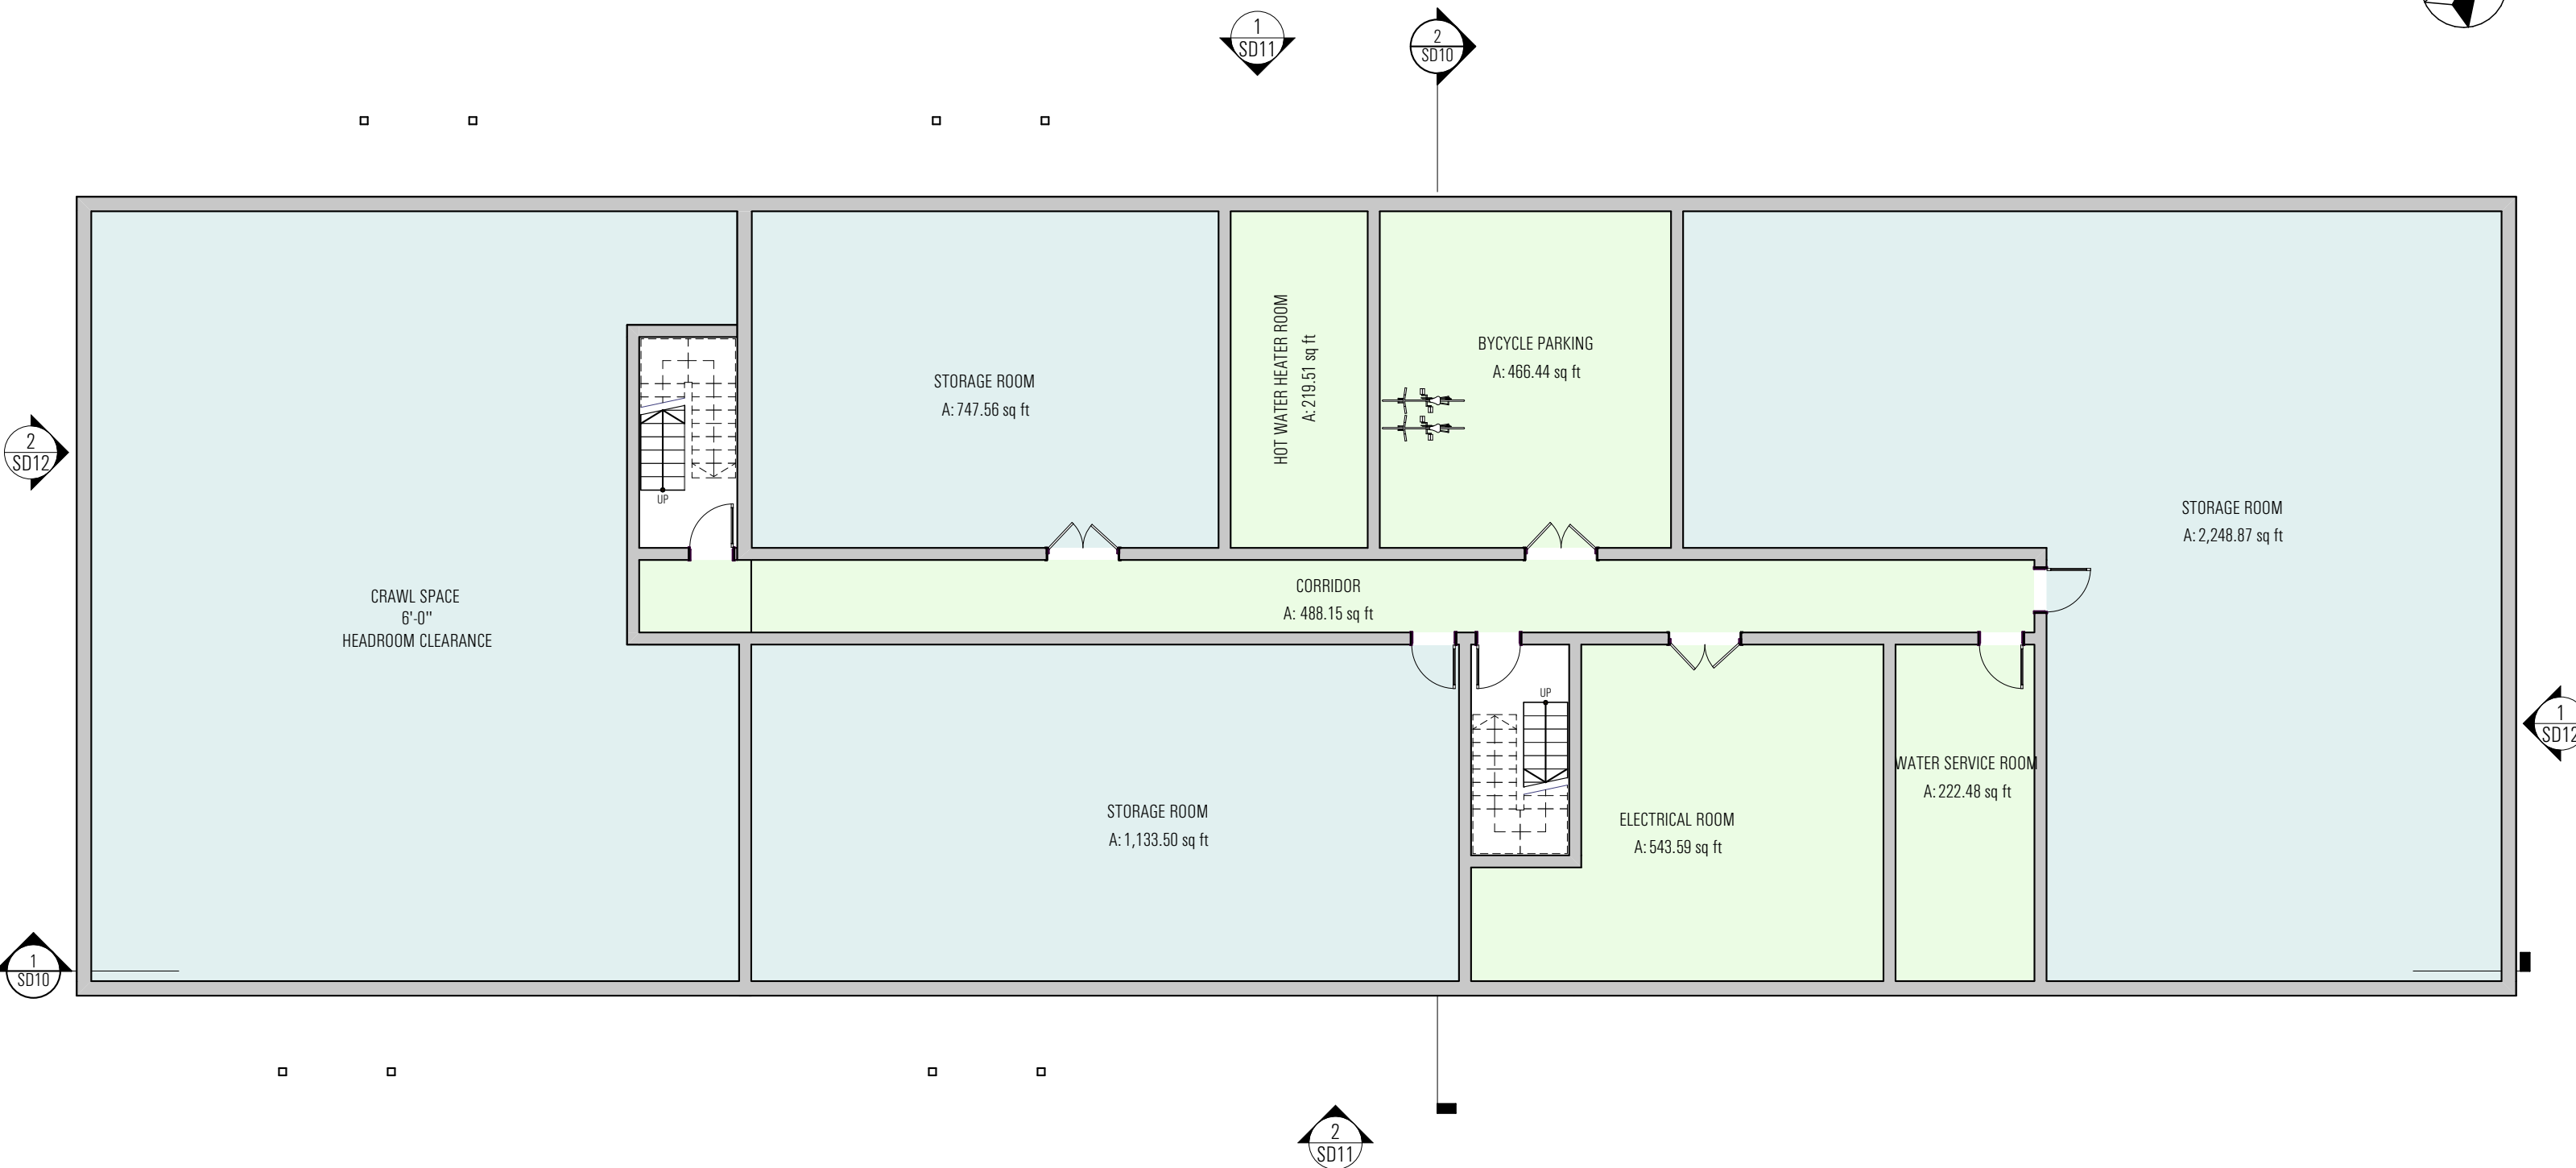 1
SD11
2
SD10
2
SD12
CRAWL SPACE
6'-0"
HEADROOM CLEARANCE
UP
STORAGE ROOM
A: 747.56 sq ft
HOT WATER HEATER ROOM
A: 219.51 sq ft
BYCYCLE PARKING
A: 466.44 sq ft
STORAGE ROOM
A: 2,248.87 sq ft
CORRIDOR
A: 488.15 sq ft
UP
STORAGE ROOM
A: 1,133.50 sq ft
ELECTRICAL ROOM
A: 543.59 sq ft
WATER SERVICE ROOM
A: 222.48 sq ft
1
SD12
1
SD10
2
SD11